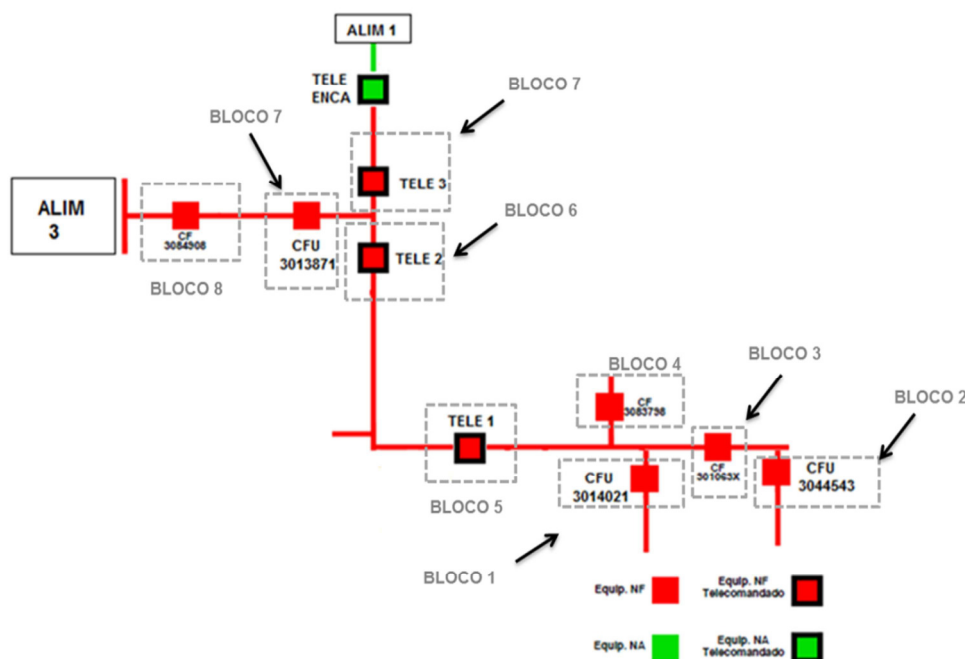 ALIM 1
TELE
ENCA
BLOCO 7
BLOCO 7
TELE 3
ALIM
3
CF
3084908
CFU
3013871
BLOCO 6
TELE 2
BLOCO 8
BLOCO 4
BLOCO 3
CF
3083798
BLOCO 2
TELE 1
CF
301063X
CFU
3044543
CFU
3014021
BLOCO 5
BLOCO 1
Equip. NF
Equip. NF
Telecomandado
Equip. NA
Equip. NA
Telecomandado